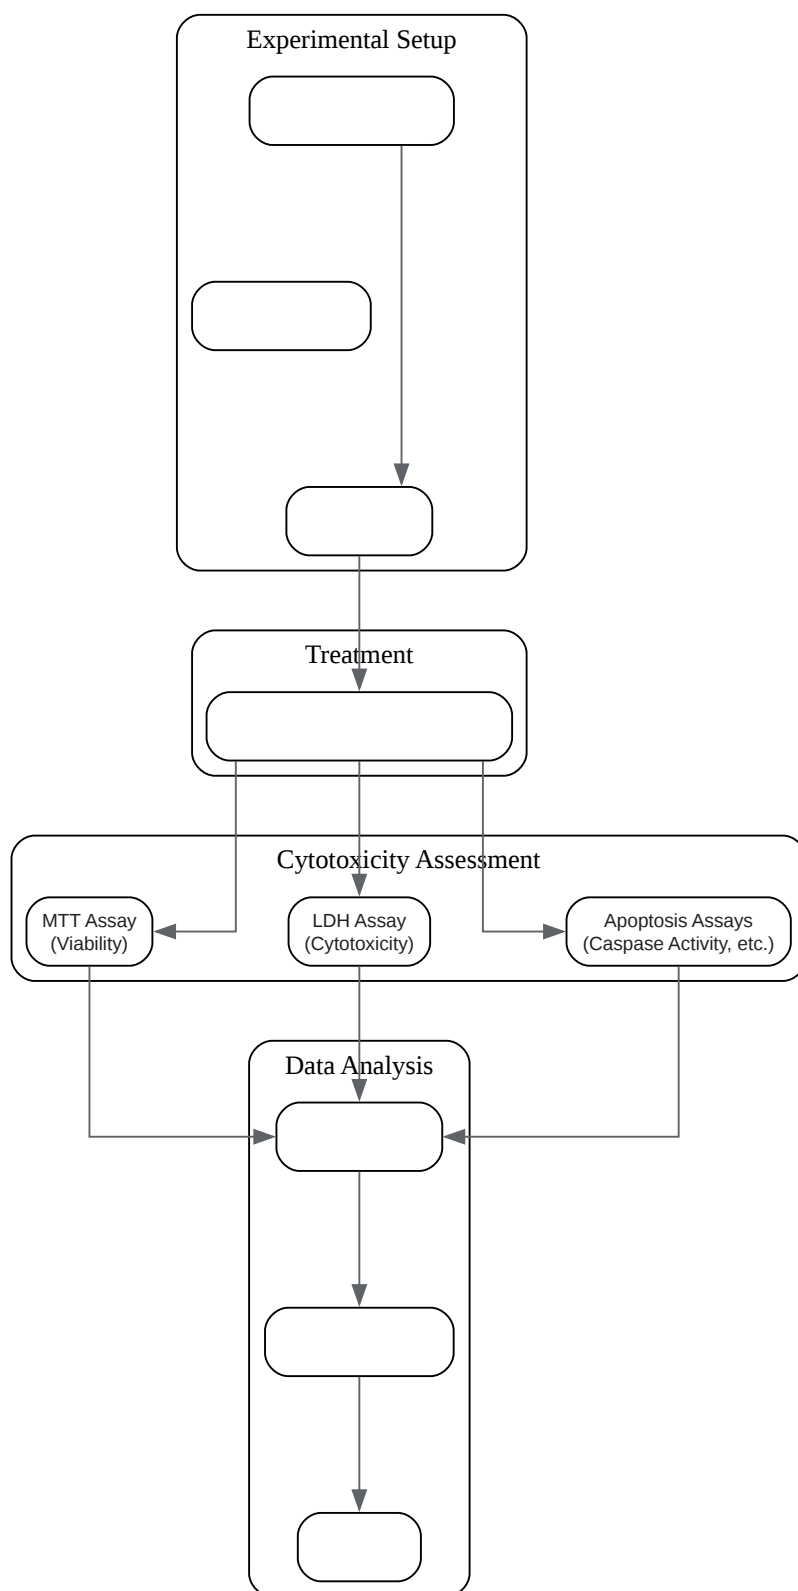 Experimental Setup
Treatment
Cytotoxicity Assessment
MTT Assay
(Viability)
LDH Assay
(Cytotoxicity)
Apoptosis Assays
(Caspase Activity, etc.)
Data Analysis